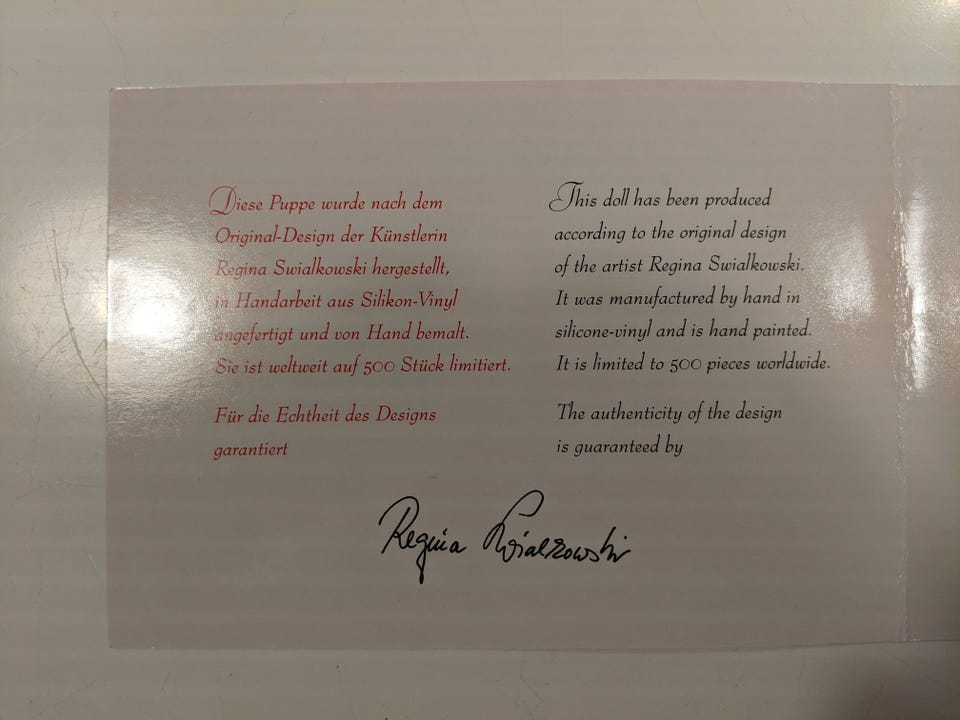 Diese Puppe wurde nach dem
Original-Design der Künstlerin
Regina Swialkowski hergestellt,
in Handarbeit aus Silikon-Vinyl
angefertigt und von Hand bemalt.
Sie ist weltweit auf 500 Stück limitiert.
Für die Echtheit des Designs
garantiert
This doll has been produced
according to the original design
of the artist Regina Swialkowski.
It was manufactured by hand in
silicone-vinyl and is hand painted.
It is limited to 500 pieces worldwide.
The authenticity of the design
is guaranteed by
Regina Swialkowski